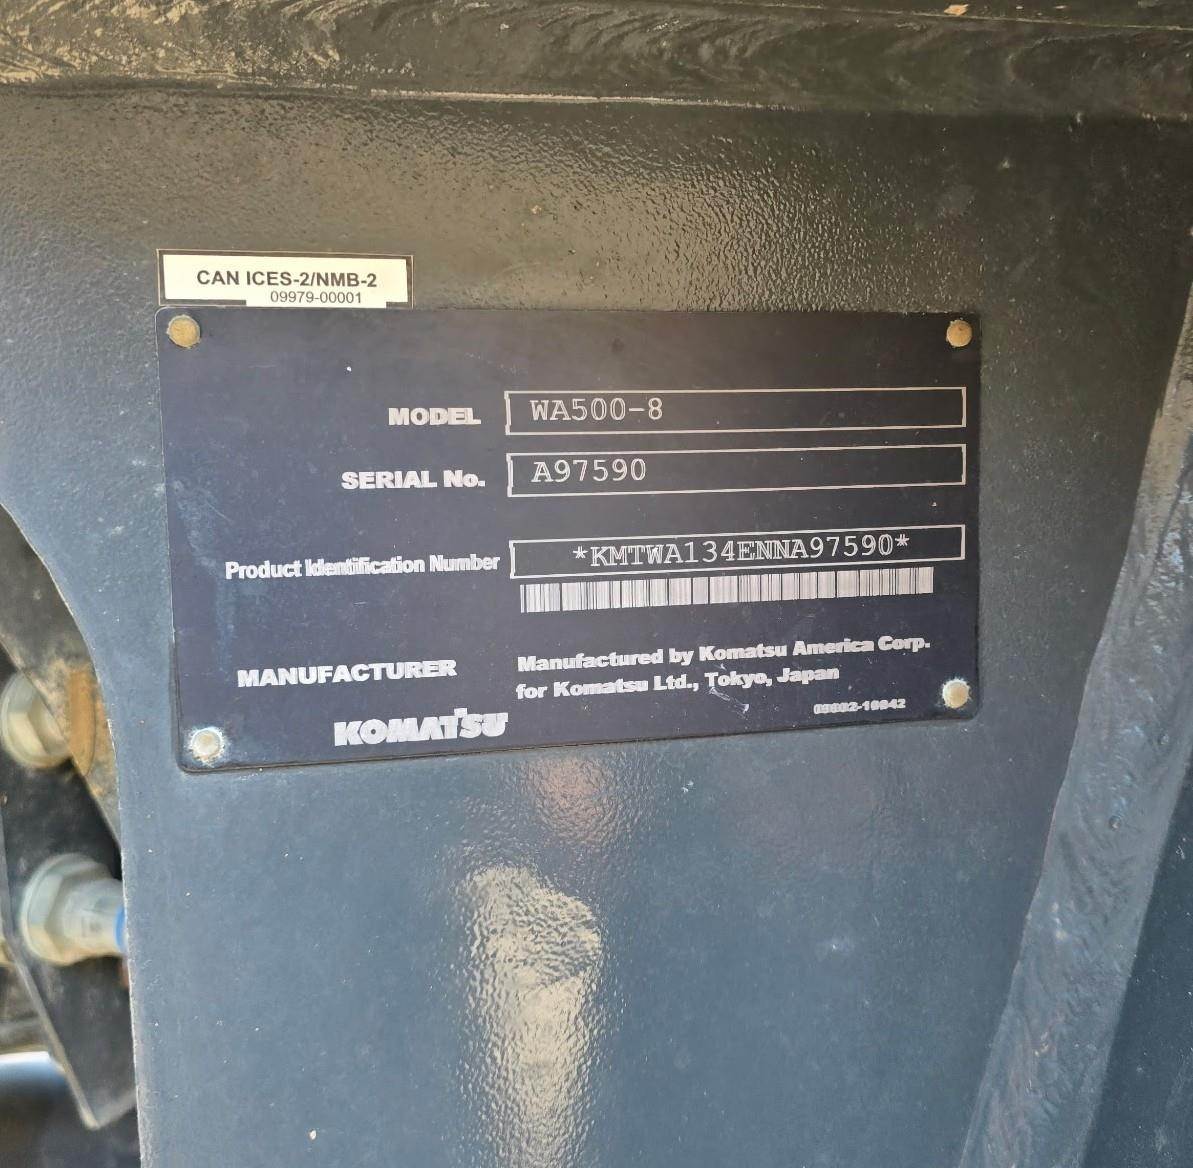 CAN ICES-2/NMB-2
09979-00001
MODEL WA500-8
SERIAL No. A97590
Product Identification Number *KMTWA134ENNA97590*
MANUFACTURER Manufactured by Komatsu America Corp.
for Komatsu Ltd., Tokyo, Japan
KOMATSU